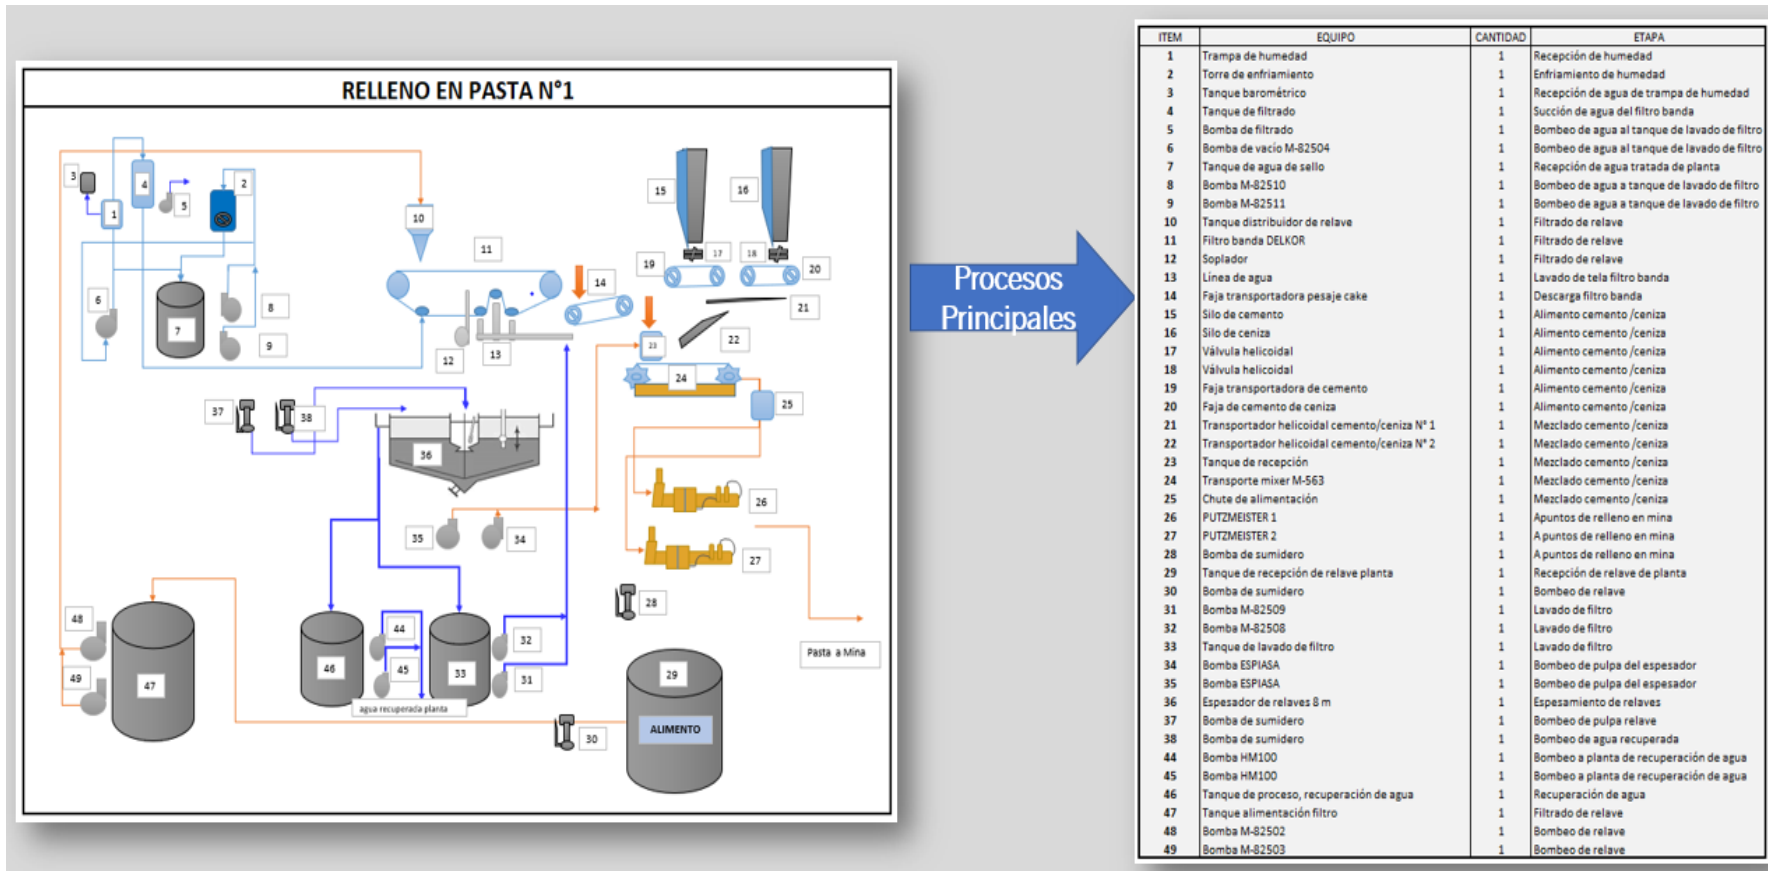 RELLENO EN PASTA N°1
3
4
2
1
5
15
16
10
11
17
18
19
20
14
6
8
7
9
21
22
12
13
23
24
25
37
38
36
26
35
34
27
28
48
44
32
46
45
33
31
49
47
29
Pasta a Mina
agua recuperada planta
30
ALIMENTO
Procesos
Principales
ITEM EQUIPO CANTIDAD ETAPA
1 Trampa de humedad 1 Recepción de humedad
2 Torre de enfriamiento 1 Enfriamiento de humedad
3 Tanque barométrico 1 Recepción de agua de trampa de humedad
4 Tanque de filtrado 1 Succión de agua del filtro banda
5 Bomba de filtrado 1 Bombeo de agua al tanque de lavado de filtro
6 Bomba de vacío M-82504 1 Bombeo de agua al tanque de lavado de filtro
7 Tanque de agua de sello 1 Recepción de agua tratada de planta
8 Bomba M-82510 1 Bombeo de agua a tanque de lavado de filtro
9 Bomba M-82511 1 Bombeo de agua a tanque de lavado de filtro
10 Tanque distribuidor de relave 1 Filtrado de relave
11 Filtro banda DELKOR 1 Filtrado de relave
12 Soplador 1 Filtrado de relave
13 Línea de agua 1 Lavado de tela filtro banda
14 Faja transportadora pesaje cake 1 Descarga filtro banda
15 Silo de cemento 1 Alimento cemento /ceniza
16 Silo de ceniza 1 Alimento cemento /ceniza
17 Válvula helicoidal 1 Alimento cemento /ceniza
18 Válvula helicoidal 1 Alimento cemento /ceniza
19 Faja transportadora de cemento 1 Alimento cemento /ceniza
20 Faja de cemento de ceniza 1 Alimento cemento /ceniza
21 Transportador helicoidal cemento/ceniza N° 1 1 Mezclado cemento /ceniza
22 Transportador helicoidal cemento/ceniza N° 2 1 Mezclado cemento /ceniza
23 Tanque de recepción 1 Mezclado cemento /ceniza
24 Transporte mixer M-563 1 Mezclado cemento /ceniza
25 Chute de alimentación 1 Mezclado cemento /ceniza
26 PUTZMEISTER 1 1 Apuntos de relleno en mina
27 PUTZMEISTER 2 1 Apuntos de relleno en mina
28 Bomba de sumidero 1 Apuntos de relleno en mina
29 Tanque de recepción de relave planta 1 Recepción de relave de planta
30 Bomba de sumidero 1 Bombeo de relave
31 Bomba M-82509 1 Lavado de filtro
32 Bomba M-82508 1 Lavado de filtro
33 Tanque de lavado de filtro 1 Lavado de filtro
34 Bomba ESPIASA 1 Bombeo de pulpa del espesador
35 Bomba ESPIASA 1 Bombeo de pulpa del espesador
36 Espesador de relaves 8 m 1 Espesamiento de relaves
37 Bomba de sumidero 1 Bombeo de pulpa relave
38 Bomba de sumidero 1 Bombeo de agua recuperada
44 Bomba HM100 1 Bombeo a planta de recuperación de agua
45 Bomba HM100 1 Bombeo a planta de recuperación de agua
46 Tanque de proceso, recuperación de agua 1 Recuperación de agua
47 Tanque alimentación filtro 1 Filtrado de relave
48 Bomba M-82502 1 Bombeo de relave
49 Bomba M-82503 1 Bombeo de relave